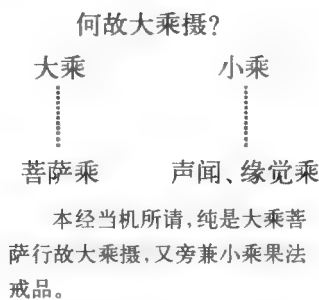 何故大乘摄?
大乘 小乘
菩萨乘 声闻、缘觉乘
本经当机所请,纯是大乘菩
萨行故大乘摄,又旁兼小乘果法
戒品。